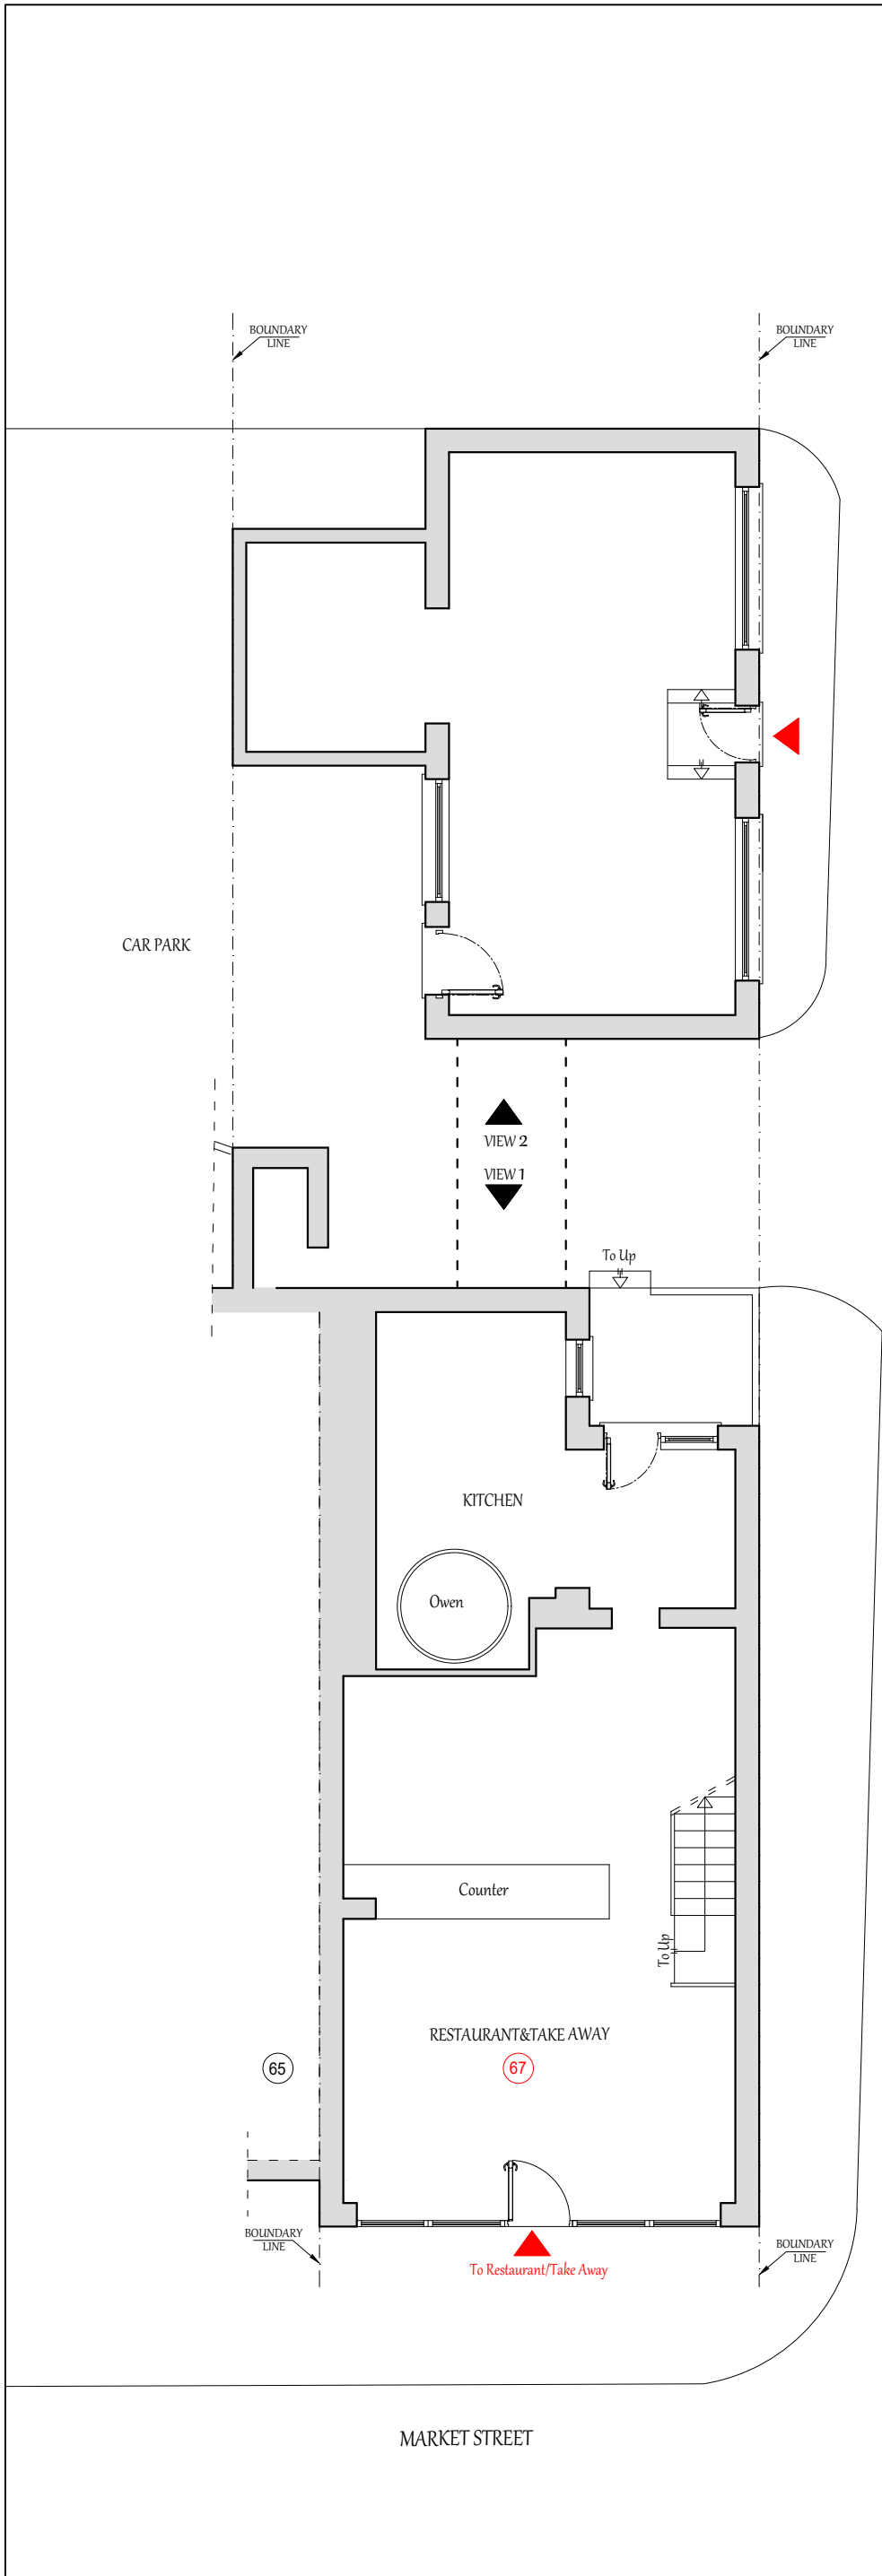 BOUNDARY
LINE
BOUNDARY
LINE
CAR PARK
VIEW 2
VIEW 1
To Up
KITCHEN
Owen
Counter
To Up
RESTAURANT&TAKE AWAY
65
67
BOUNDARY
LINE
BOUNDARY
LINE
To Restaurant/Take Away
MARKET STREET